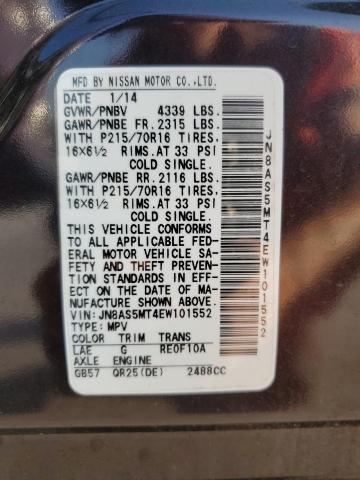 MFD BY NISSAN MOTOR CO.,LTD.
DATE 1/14
GVWR/PNBV 4339 LBS.
GAWR/PNBE FR. 2315 LBS.
WITH P215/70R16 TIRES,
16X6½ RIMS. AT 33 PSI
COLD SINGLE.
GAWR/PNBE RR. 2116 LBS.
WITH P215/70R16 TIRES,
16X6½ RIMS. AT 33 PSI
COLD SINGLE.
THIS VEHICLE CONFORMS
TO ALL APPLICABLE FED-
ERAL MOTOR VEHICLE SA-
FETY AND THEFT PREVEN-
TION STANDARDS IN EFF-
ECT ON THE DATE OF MA-
NUFACTURE SHOWN ABOVE.
VIN: JN8AS5MT4EW101552
TYPE: MPV
COLOR TRIM TRANS
LAE G RE0F10A
AXLE ENGINE
GB57 QR25(DE) 2488CC
JN8AS5MT4EW101552